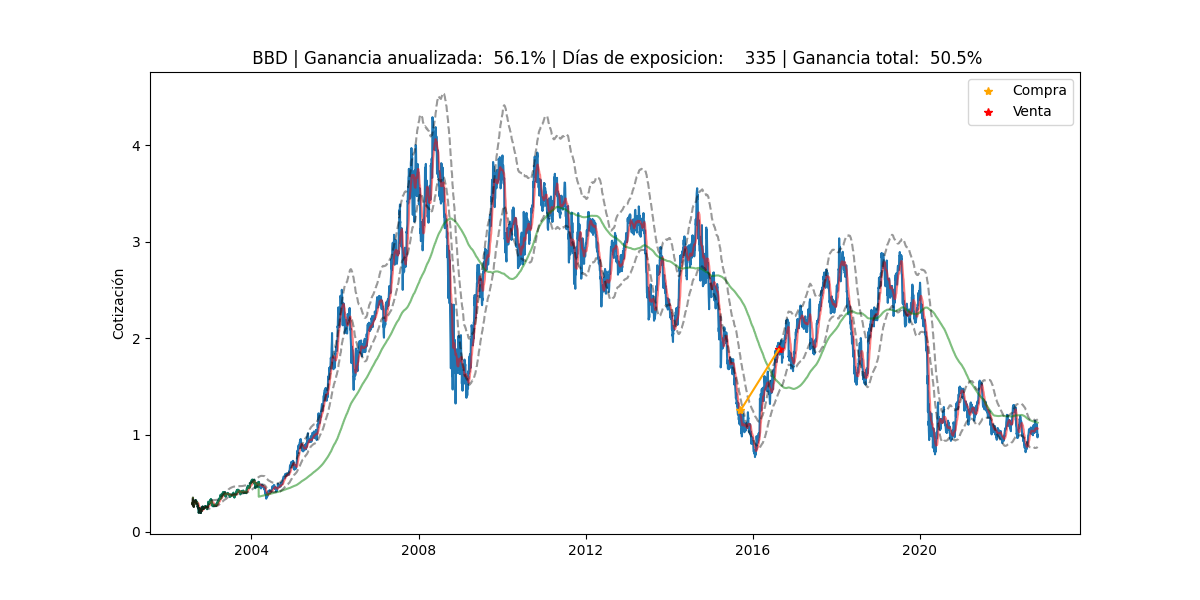 BBD | Ganancia anualizada:  56.1% | Días de exposicion:    335 | Ganancia total:  50.5%
Compra
Venta
Cotización
4
3
2
1
0
2004
2008
2012
2016
2020